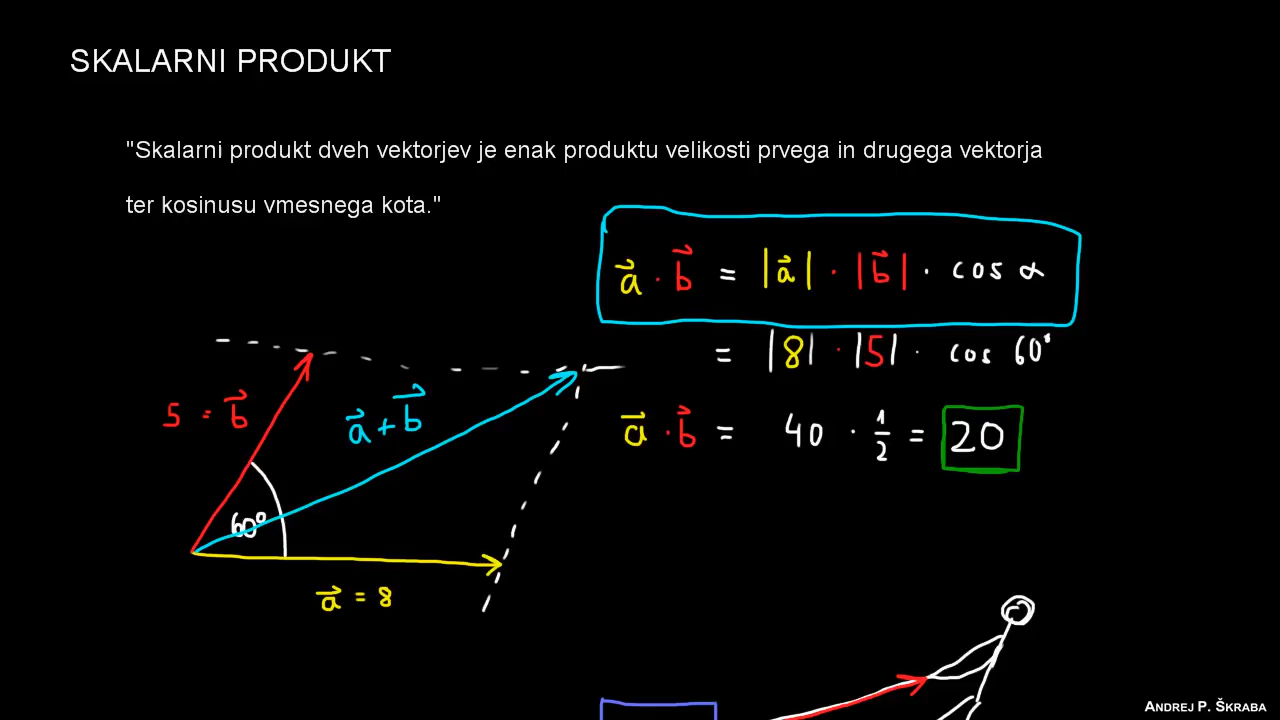 SKALARNI PRODUKT
"Skalarni produkt dveh vektorjev je enak produktu velikosti prvega in drugega vektorja
ter kosinusu vmesnega kota."
a⃗ · b⃗ = |a⃗| · |b⃗| · cos α
= |8| · |5| · cos 60°
a⃗ · b⃗ = 40 · 1/2 = 20
5 = b⃗
a⃗ + b⃗
60°
a⃗ = 8
ANDREJ P. ŠKRABA